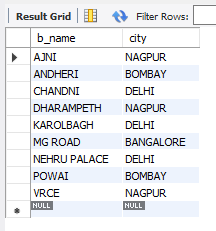 Result Grid Filter Rows:
b_name city
AJNI NAGPUR
ANDHERI BOMBAY
CHANDNI DELHI
DHARAMPETH NAGPUR
KAROLBAGH DELHI
MG ROAD BANGALORE
NEHRU PALACE DELHI
POWAI BOMBAY
VRCE NAGPUR
NULL NULL